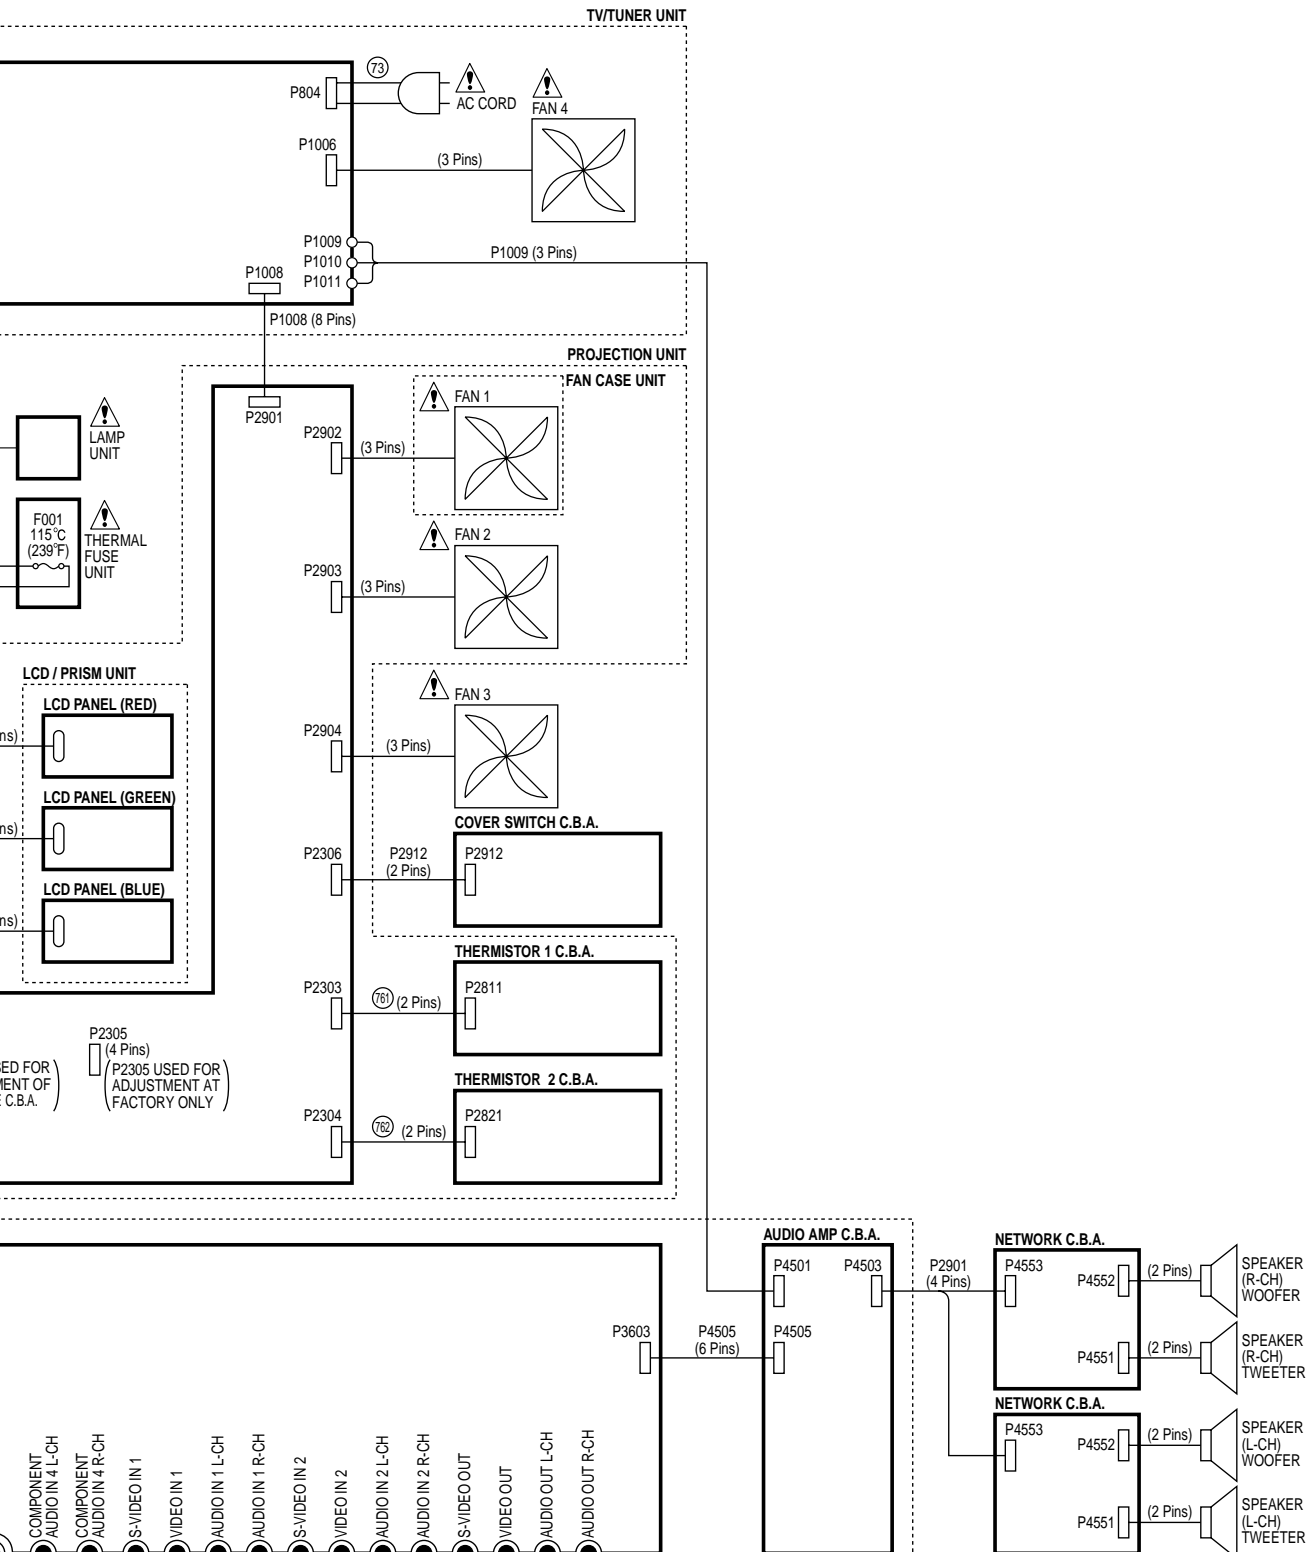 TV/TUNER UNIT
73
P804
AC CORD
FAN 4
P1006
(3 Pins)
P1009
P1010
P1011
P1009 (3 Pins)
P1008
P1008 (8 Pins)
PROJECTION UNIT
FAN CASE UNIT
FAN 1
P2901
P2902
(3 Pins)
LAMP
UNIT
F001
115°C
(239°F)
THERMAL
FUSE
UNIT
FAN 2
P2903
(3 Pins)
LCD / PRISM UNIT
LCD PANEL (RED)
ns)
FAN 3
P2904
(3 Pins)
LCD PANEL (GREEN)
ns)
COVER SWITCH C.B.A.
P2306
P2912
(2 Pins)
P2912
LCD PANEL (BLUE)
ns)
THERMISTOR 1 C.B.A.
P2303
761
(2 Pins)
P2811
P2305
(4 Pins)
SED FOR
MENT OF
E C.B.A.
P2305 USED FOR
ADJUSTMENT AT
FACTORY ONLY
THERMISTOR 2 C.B.A.
P2304
762
(2 Pins)
P2821
AUDIO AMP C.B.A.
P4501
P4503
P2901
(4 Pins)
NETWORK C.B.A.
P4553
P4552
(2 Pins)
SPEAKER
(R-CH)
WOOFER
P3603
P4505
(6 Pins)
P4505
P4551
(2 Pins)
SPEAKER
(R-CH)
TWEETER
NETWORK C.B.A.
P4553
P4552
(2 Pins)
SPEAKER
(L-CH)
WOOFER
P4551
(2 Pins)
SPEAKER
(L-CH)
TWEETER
COMPONENT
AUDIO IN 4 L-CH
COMPONENT
AUDIO IN 4 R-CH
S-VIDEO IN 1
VIDEO IN 1
AUDIO IN 1 L-CH
AUDIO IN 1 R-CH
S-VIDEO IN 2
VIDEO IN 2
AUDIO IN 2 L-CH
AUDIO IN 2 R-CH
S-VIDEO OUT
VIDEO OUT
AUDIO OUT L-CH
AUDIO OUT R-CH